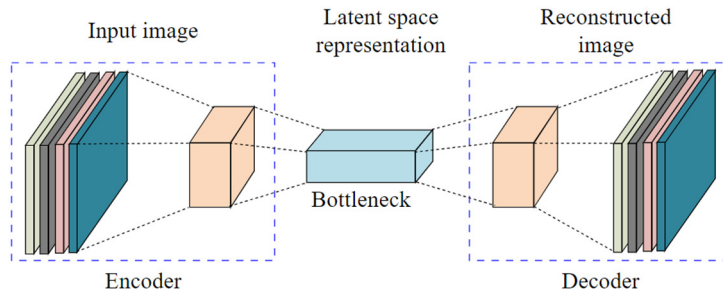 Input image
Latent space
representation
Reconstructed
image
Bottleneck
Encoder
Decoder